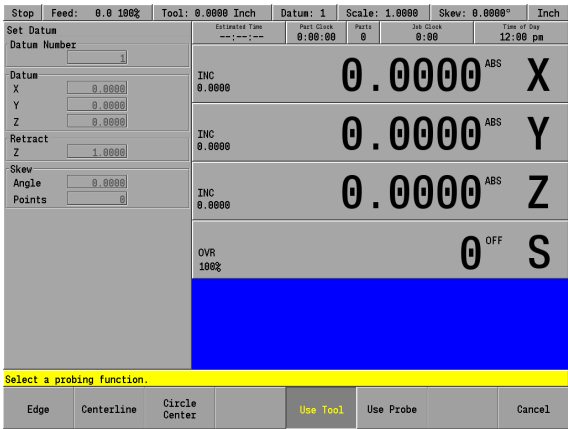 Stop Feed: 0.0 100% Tool: 0.0000 Inch Datum: 1 Scale: 1.0000 Skew: 0.0000° Inch
Set Datum
Estimated Time Part Clock Parts Job Clock Time of Day
--:--:-- 0:00:00 0 0:00 12:00 pm
Datum Number
1
Datum
X 0.0000
Y 0.0000
Z 0.0000
Retract
Z 1.0000
Skew
Angle 0.0000
Points 0
INC 0.0000 ABS X
0.0000
INC 0.0000 ABS Y
0.0000
INC 0.0000 ABS Z
0.0000
OVR 0 OFF S
100%
Select a probing function.
Edge Centerline Circle Center Use Tool Use Probe Cancel